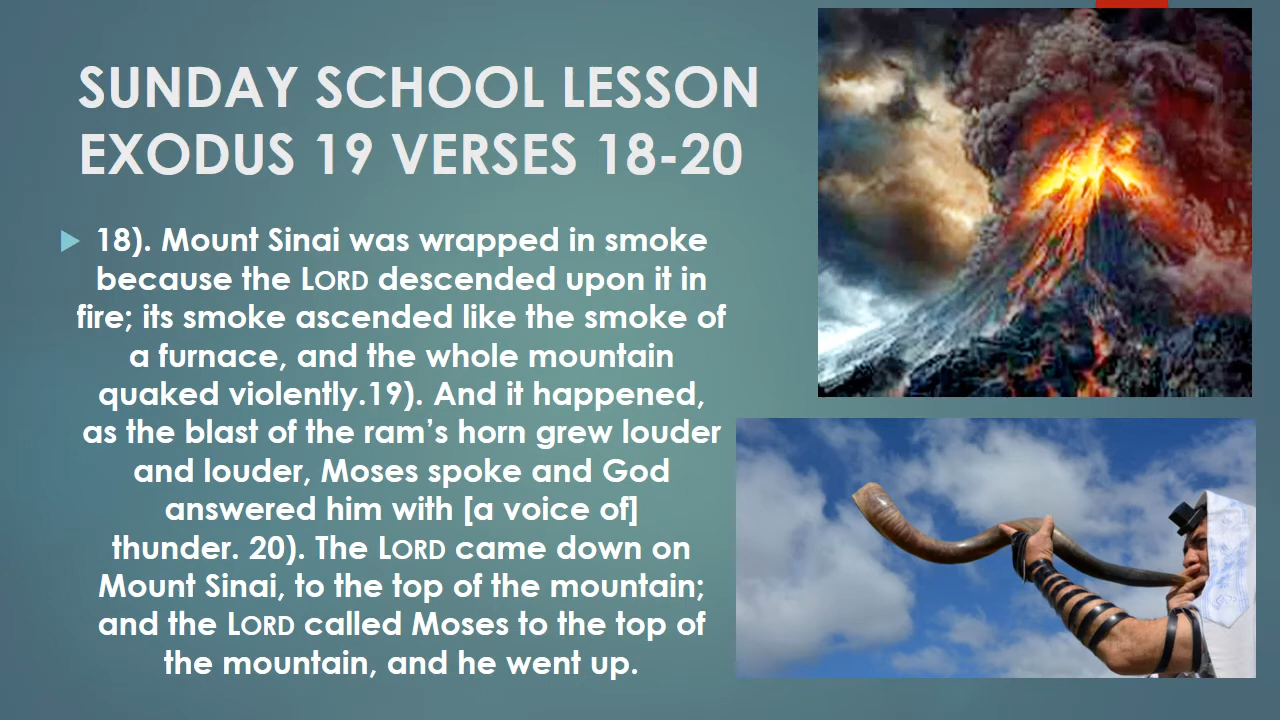 SUNDAY SCHOOL LESSON
EXODUS 19 VERSES 18-20
18). Mount Sinai was wrapped in smoke
because the LORD descended upon it in
fire; its smoke ascended like the smoke of
a furnace, and the whole mountain
quaked violently.19). And it happened,
as the blast of the ram’s horn grew louder
and louder, Moses spoke and God
answered him with [a voice of]
thunder. 20). The LORD came down on
Mount Sinai, to the top of the mountain;
and the LORD called Moses to the top of
the mountain, and he went up.